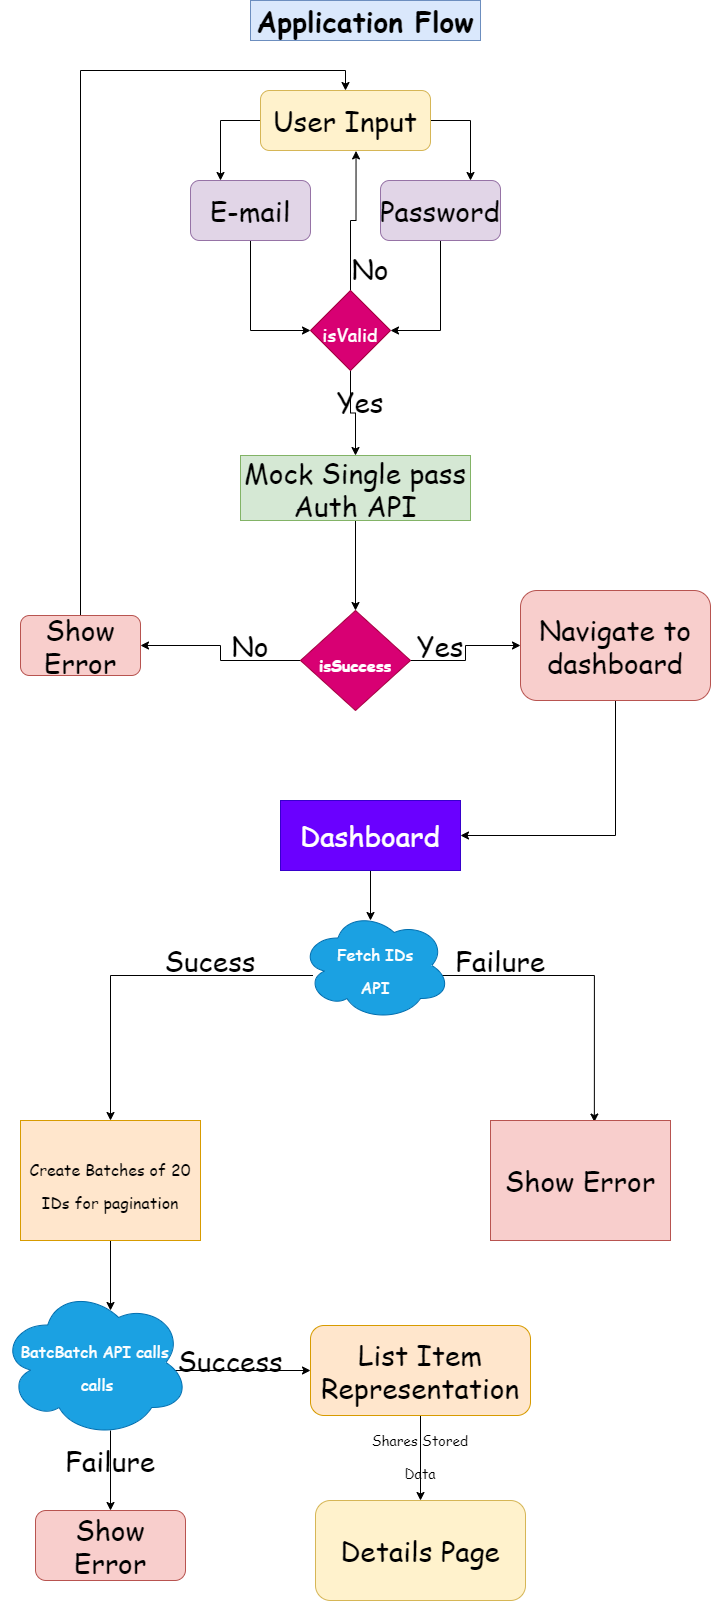 Application Flow
User Input
E-mail
Password
No
isValid
Yes
Mock Single pass
Auth API
Show
Error
No
isSuccess
Yes
Navigate to
dashboard
Dashboard
Sucess
Fetch IDs
API
Failure
Create Batches of 20
IDs for pagination
Show Error
BatcBatch API calls
calls
Success
List Item
Representation
Shares Stored
Data
Failure
Show
Error
Details Page